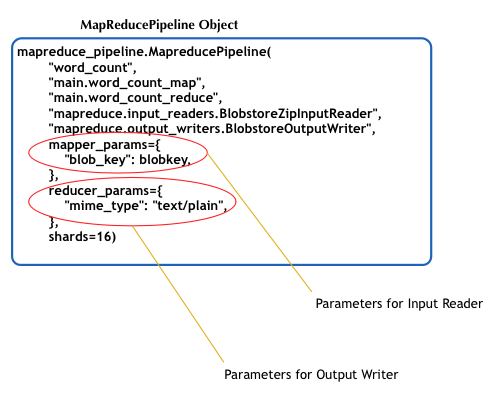 MapReducePipeline Object
mapreduce_pipeline.MapreducePipeline(
"word_count",
"main.word_count_map",
"main.word_count_reduce",
"mapreduce.input_readers.BlobstoreZipInputReader",
"mapreduce.output_writers.BlobstoreOutputWriter",
mapper_params={
"blob_key": blobkey,
},
reducer_params={
"mime_type": "text/plain",
},
shards=16)
Parameters for Input Reader
Parameters for Output Writer